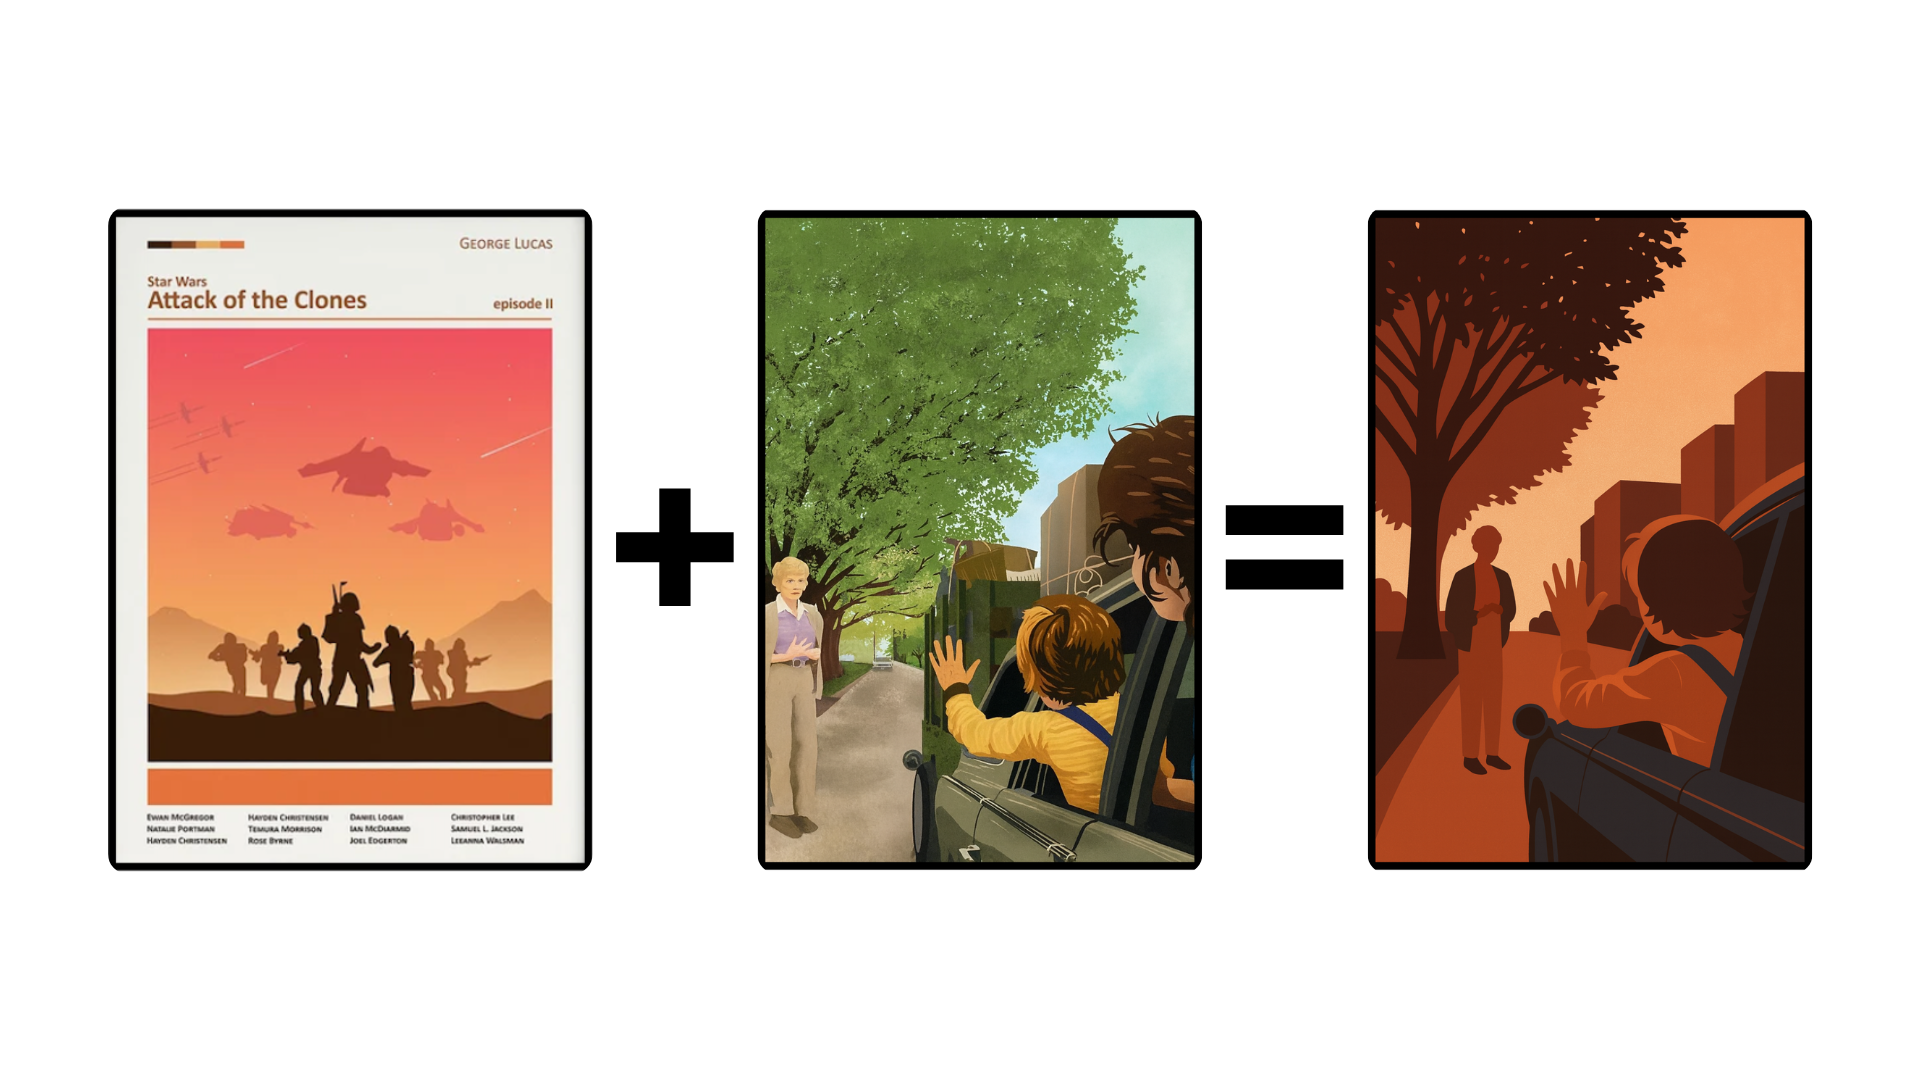 GEORGE LUCAS
Star Wars
Attack of the Clones
episode II
EWAN MCGREGOR
NATALIE PORTMAN
HAYDEN CHRISTENSEN
HAYDEN CHRISTENSEN
TEMURA MORRISON
ROSE BYRNE
DANIEL LOGAN
IAN MCDIARMID
JOEL EDGERTON
CHRISTOPHER LEE
SAMUEL L. JACKSON
LEEANNA WALSMAN